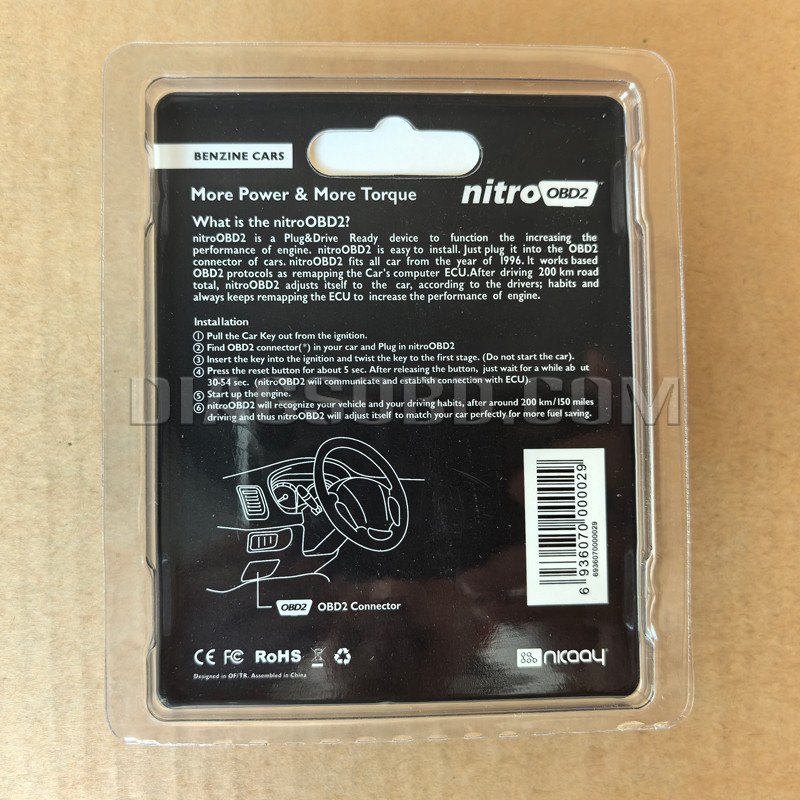 BENZINE CARS
More Power & More Torque
nitro OBD2
What is the nitroOBD2?
nitroOBD2 is a Plug&Drive Ready device to function the increasing the
performance of engine. nitroOBD2 is easy to install. Just plug it into the OBD2
connector of cars. nitroOBD2 fits all car from the year of 1996. It works based
OBD2 protocols as remapping the Car's computer ECU.After driving 200 km road
total, nitroOBD2 adjusts itself to the car, according to the drivers; habits and
always keeps remapping the ECU to increase the performance of engine.
Installation
① Pull the Car Key out from the ignition.
② Find OBD2 connector(*) in your car and Plug in nitroOBD2
③ Insert the key into the ignition and twist the key to the first stage. (Do not start the car).
④ Press the reset button for about 5 sec. After releasing the button, just wait for a while ab ut
30-54 sec. (nitroOBD2 will communicate and establish connection with ECU).
⑤ Start up the engine.
⑥ nitroOBD2 will recognize your vehicle and your driving habits, after around 200 km/150 miles
driving and thus nitroOBD2 will adjust itself to match your car perfectly for more fuel saving.
OBD2 OBD2 Connector
6 936070 000029
6936070000029
CE FC RoHS
nicaay
Designed in OF/TR. Assembled in China